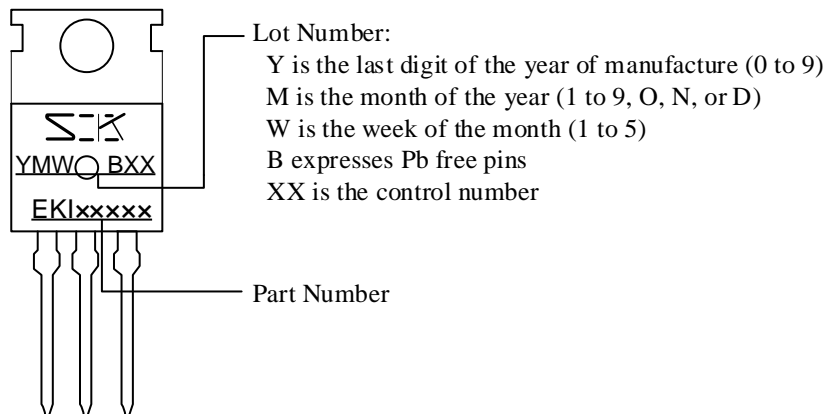 Lot Number:
Y is the last digit of the year of manufacture (0 to 9)
M is the month of the year (1 to 9, O, N, or D)
W is the week of the month (1 to 5)
B expresses Pb free pins
XX is the control number
SK
YMW BXX
EKI×××××
Part Number